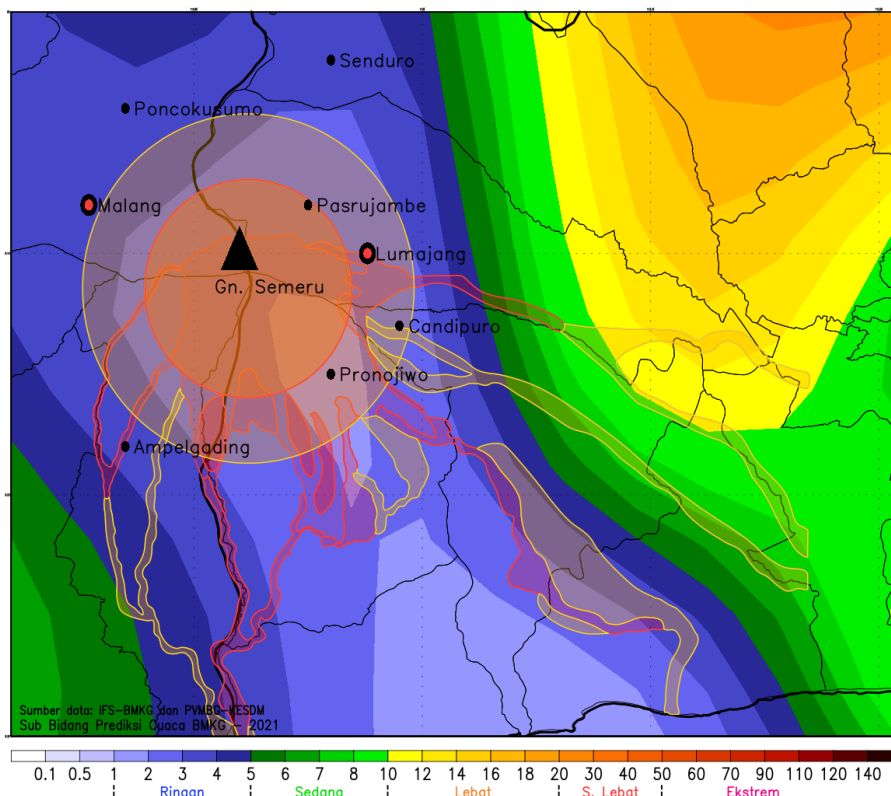 Senduro
Poncokusumo
Malang
Pasrujambe
Lumajang
Gn. Semeru
Candipuro
Pronojiwo
Ampelgading
Sumber data: IFS-BMKG dan PVMBG-KESDM
Sub Bidang Prediksi Cuaca BMKG - 2021
0.1 0.5 1 2 3 4 5 6 7 8 10 12 14 16 18 20 30 40 50 60 70 90 110 120 140
Ringan Sedang Lebat S. Lebat Ekstrem